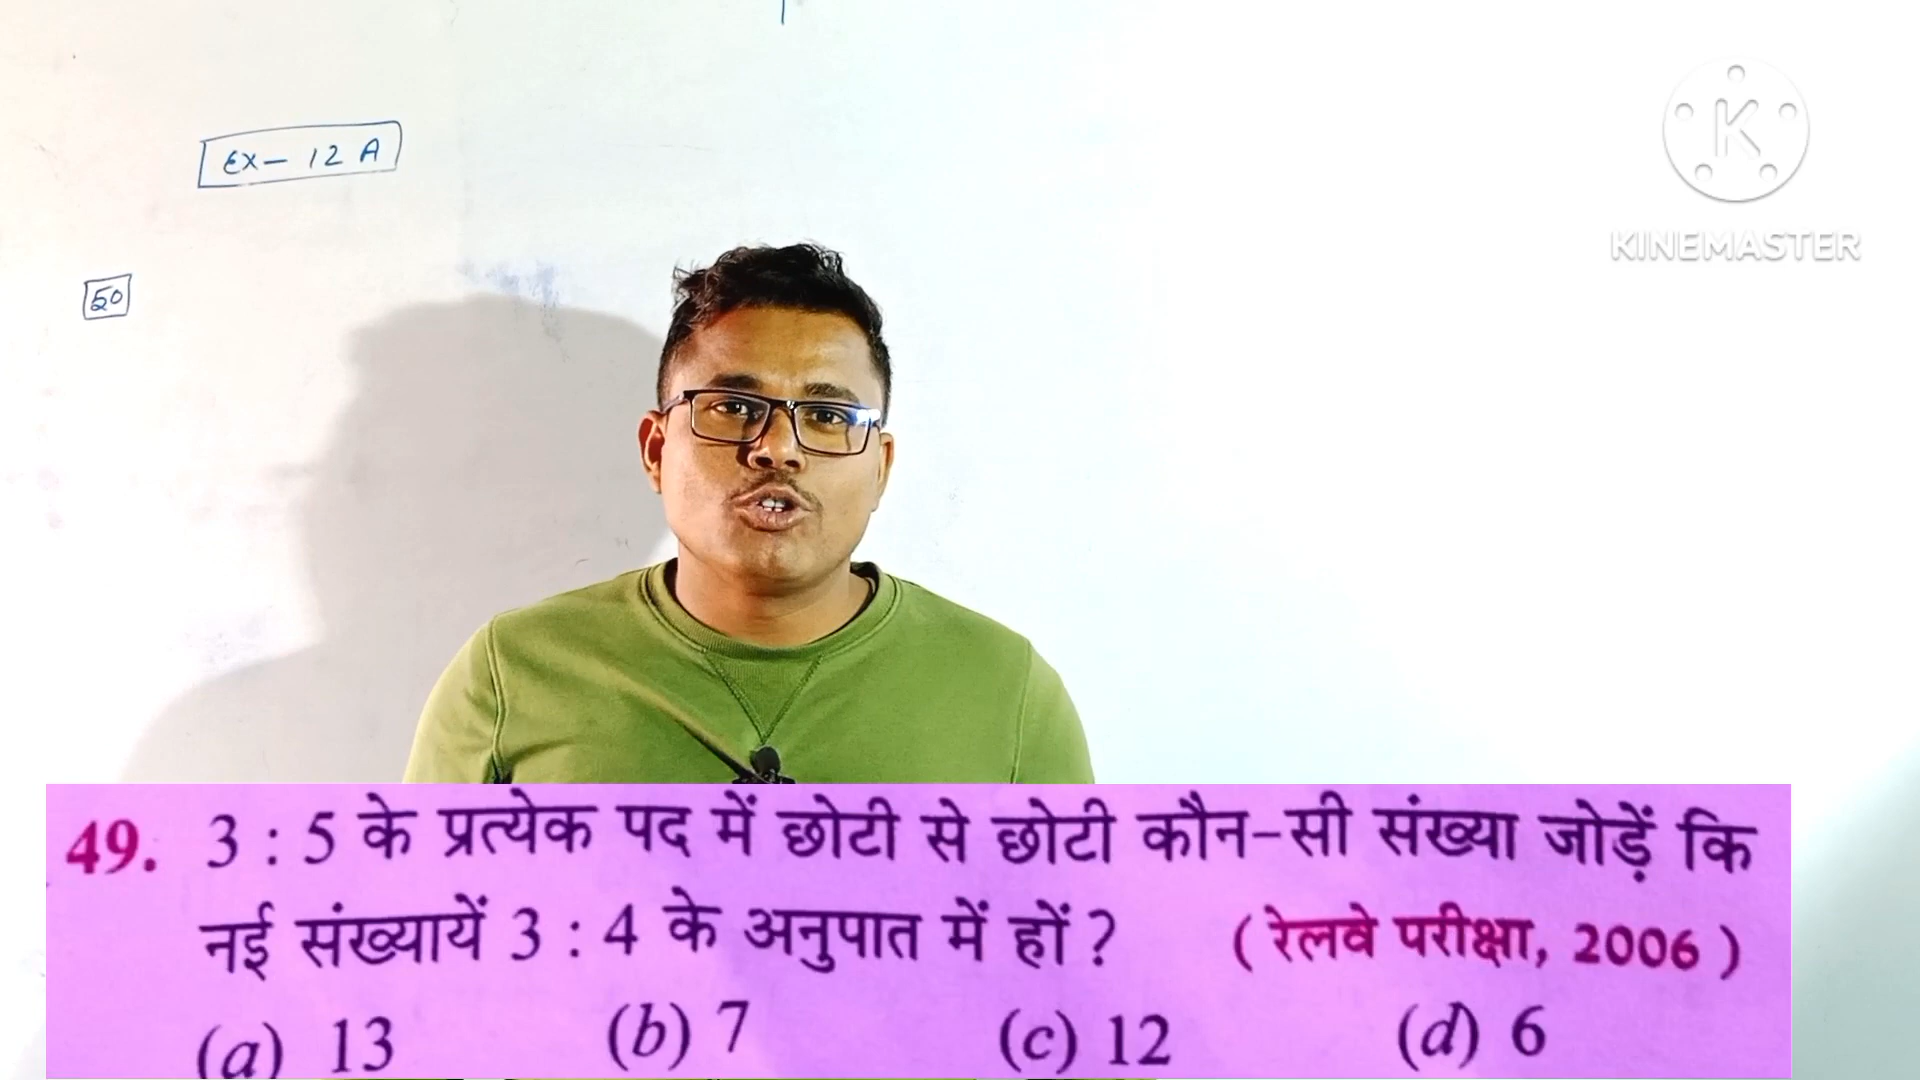 Ex - 12 A
50
K
KINEMASTER
49. 3 : 5 के प्रत्येक पद में छोटी से छोटी कौन-सी संख्या जोड़ें कि
नई संख्यायें 3 : 4 के अनुपात में हों ? ( रेलवे परीक्षा, 2006 )
(a) 13 (b) 7 (c) 12 (d) 6